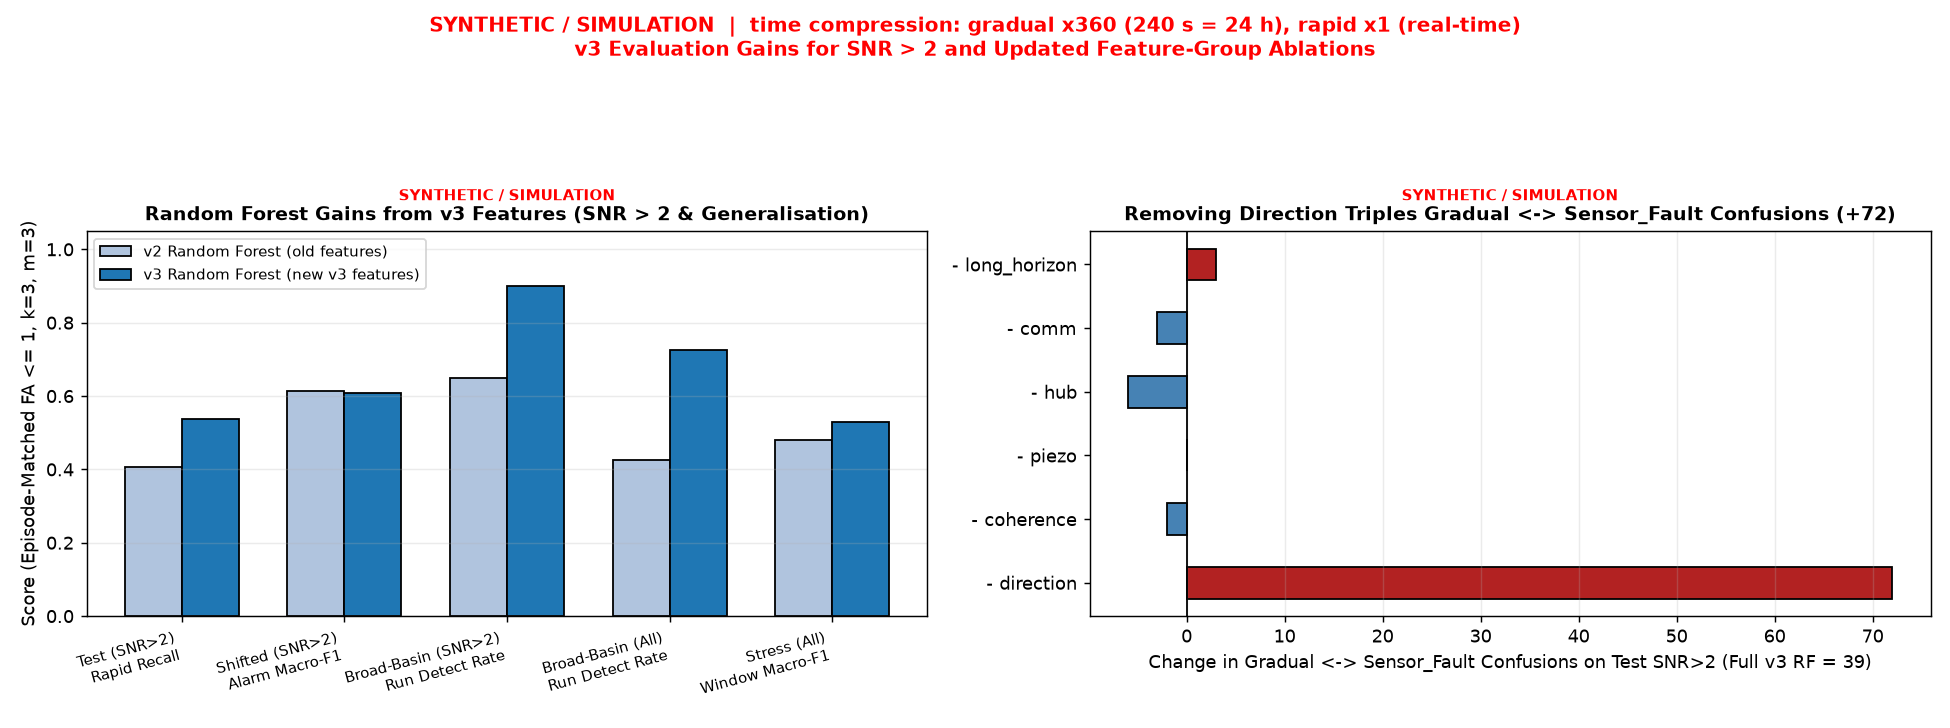 SYNTHETIC / SIMULATION | time compression: gradual x360 (240 s = 24 h), rapid x1 (real-time)
v3 Evaluation Gains for SNR > 2 and Updated Feature-Group Ablations
SYNTHETIC / SIMULATION
Random Forest Gains from v3 Features (SNR > 2 & Generalisation)
Score (Episode-Matched FA <= 1, k=3, m=3)
1.0
0.8
0.6
0.4
0.2
0.0
v2 Random Forest (old features)
v3 Random Forest (new v3 features)
Test (SNR>2)
Rapid Recall
Shifted (SNR>2)
Alarm Macro-F1
Broad-Basin (SNR>2)
Run Detect Rate
Broad-Basin (All)
Run Detect Rate
Stress (All)
Window Macro-F1
SYNTHETIC / SIMULATION
Removing Direction Triples Gradual <-> Sensor_Fault Confusions (+72)
- long_horizon
- comm
- hub
- piezo
- coherence
- direction
0 10 20 30 40 50 60 70
Change in Gradual <-> Sensor_Fault Confusions on Test SNR>2 (Full v3 RF = 39)